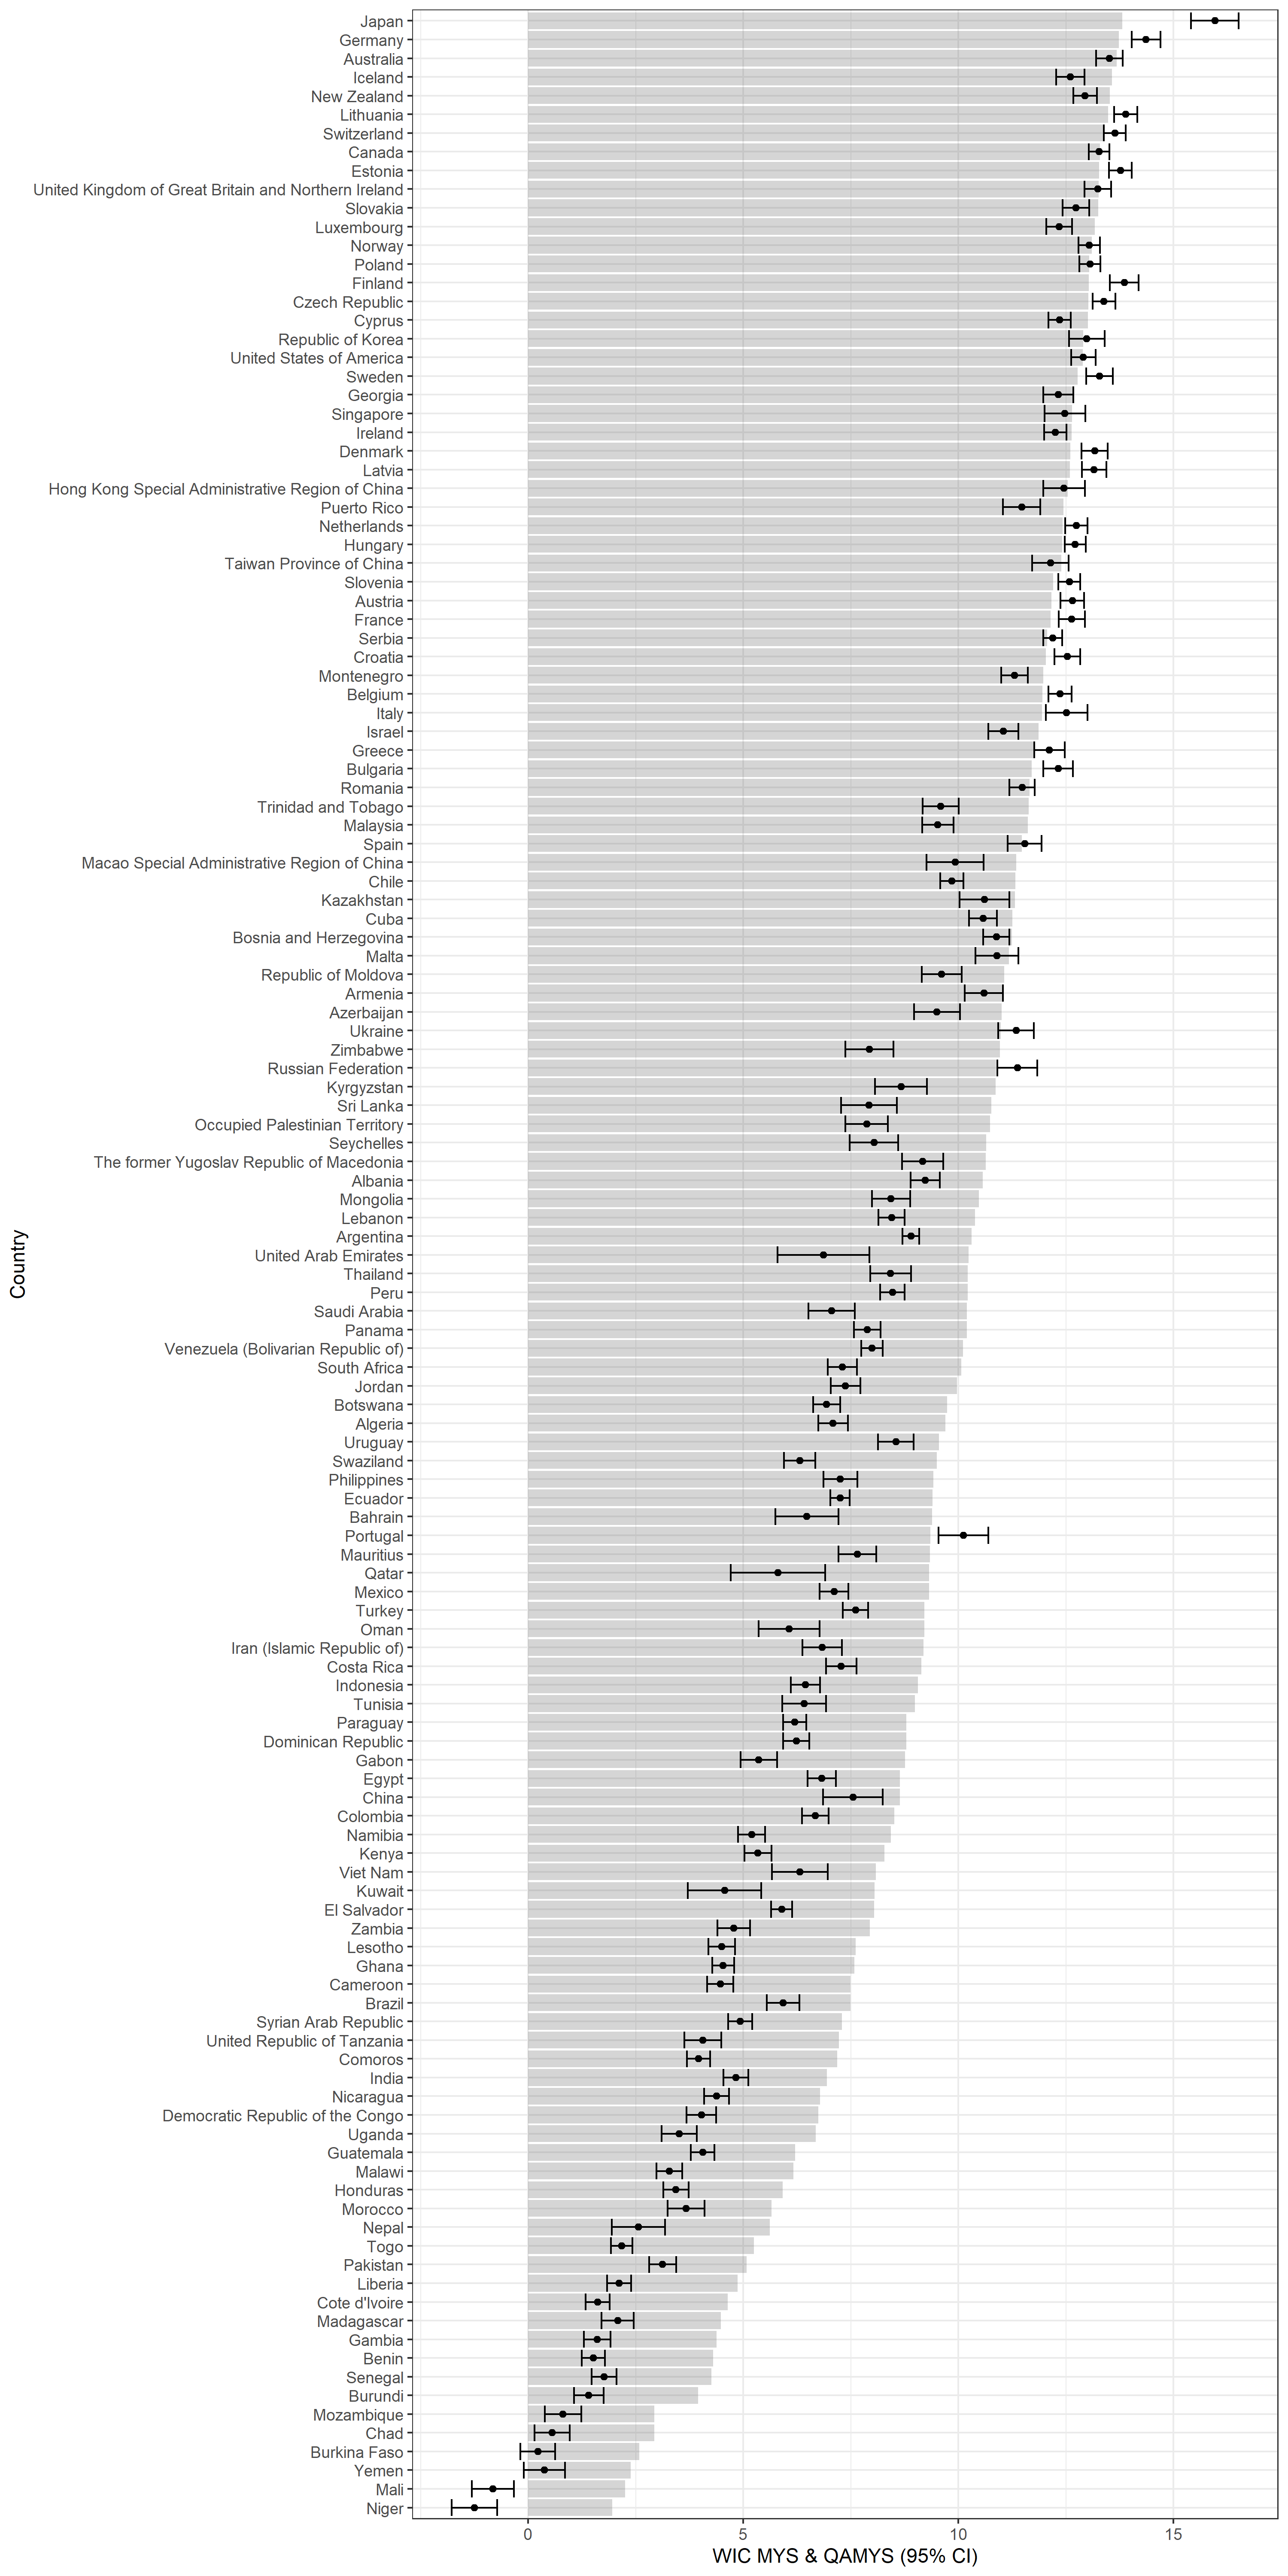 Japan
Germany
Australia
Iceland
New Zealand
Lithuania
Switzerland
Canada
Estonia
United Kingdom of Great Britain and Northern Ireland
Slovakia
Luxembourg
Norway
Poland
Finland
Czech Republic
Cyprus
Republic of Korea
United States of America
Sweden
Georgia
Singapore
Ireland
Denmark
Latvia
Hong Kong Special Administrative Region of China
Puerto Rico
Netherlands
Hungary
Taiwan Province of China
Slovenia
Austria
France
Serbia
Croatia
Montenegro
Belgium
Italy
Israel
Greece
Bulgaria
Romania
Trinidad and Tobago
Malaysia
Spain
Macao Special Administrative Region of China
Chile
Kazakhstan
Cuba
Bosnia and Herzegovina
Malta
Republic of Moldova
Armenia
Azerbaijan
Ukraine
Zimbabwe
Russian Federation
Kyrgyzstan
Sri Lanka
Occupied Palestinian Territory
Seychelles
The former Yugoslav Republic of Macedonia
Albania
Mongolia
Lebanon
Argentina
United Arab Emirates
Thailand
Peru
Saudi Arabia
Panama
Venezuela (Bolivarian Republic of)
South Africa
Jordan
Botswana
Algeria
Uruguay
Swaziland
Philippines
Ecuador
Bahrain
Portugal
Mauritius
Qatar
Mexico
Turkey
Oman
Iran (Islamic Republic of)
Costa Rica
Indonesia
Tunisia
Paraguay
Dominican Republic
Gabon
Egypt
China
Colombia
Namibia
Kenya
Viet Nam
Kuwait
El Salvador
Zambia
Lesotho
Ghana
Cameroon
Brazil
Syrian Arab Republic
United Republic of Tanzania
Comoros
India
Nicaragua
Democratic Republic of the Congo
Uganda
Guatemala
Malawi
Honduras
Morocco
Nepal
Togo
Pakistan
Liberia
Cote d'Ivoire
Madagascar
Gambia
Benin
Senegal
Burundi
Mozambique
Chad
Burkina Faso
Yemen
Mali
Niger
Country
0 5 10 15
WIC MYS & QAMYS (95% CI)